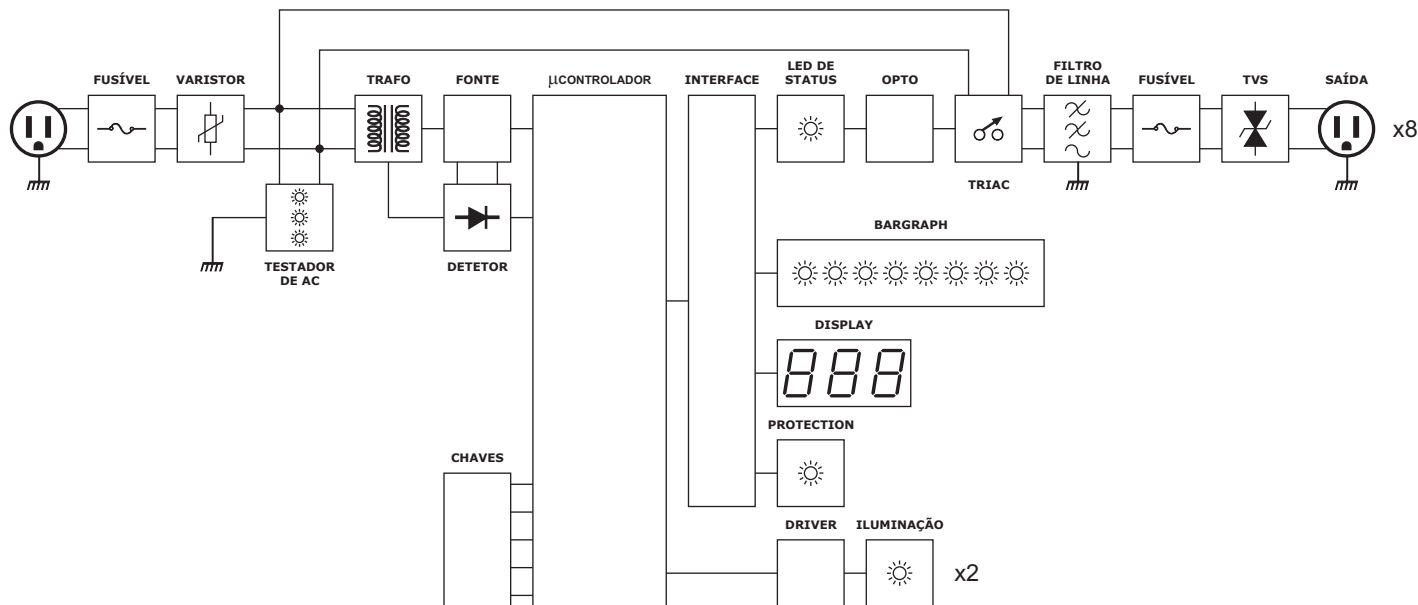 LED DE
STATUS
FILTRO
DE LINHA
FUSÍVEL
VARISTOR
TRAFO
FONTE
µCONTROLADOR
INTERFACE
OPTO
FUSÍVEL
TVS
SAÍDA
x8
TRIAC
TESTADOR
DE AC
DETETOR
BARGRAPH
DISPLAY
888
PROTECTION
CHAVES
DRIVER
ILUMINAÇÃO
x2